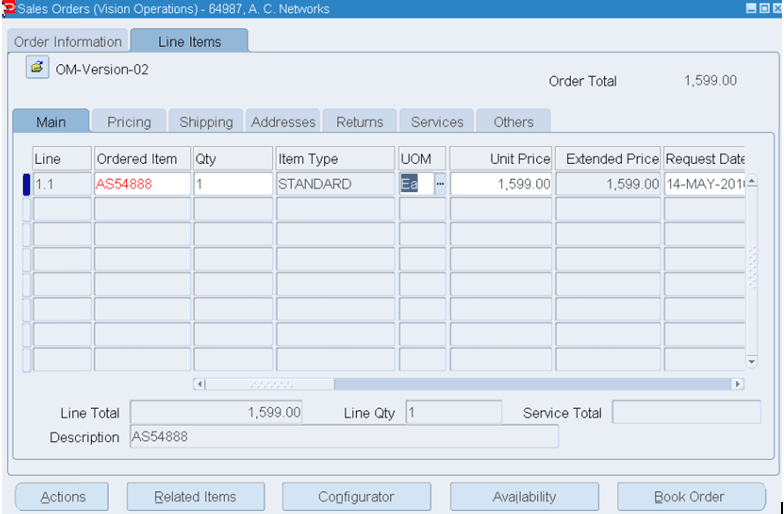 Sales Orders (Vision Operations) - 64987, A. C. Networks
Order Information Line Items
OM-Version-02
Order Total 1,599.00
Main Pricing Shipping Addresses Returns Services Others
Line Ordered Item Qty Item Type UOM Unit Price Extended Price Request Date
1.1 AS54888 1 STANDARD Ea ... 1,599.00 1,599.00 14-MAY-201
Line Total 1,599.00 Line Qty 1 Service Total
Description AS54888
Actions Related Items Configurator Availability Book Order